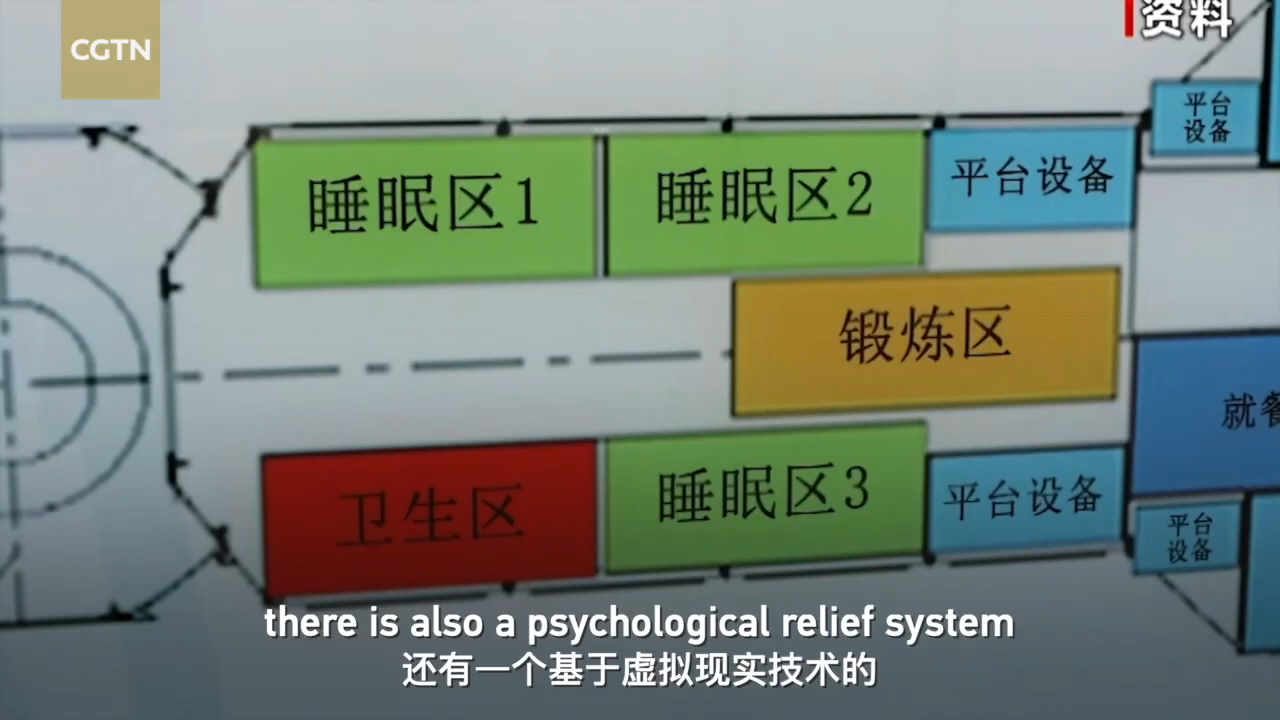 CGTN
资料
平台
设备
睡眠区1
睡眠区2
平台设备
锻炼区
就餐
卫生区
睡眠区3
平台设备
平台
设备
there is also a psychological relief system
还有一个基于虚拟现实技术的